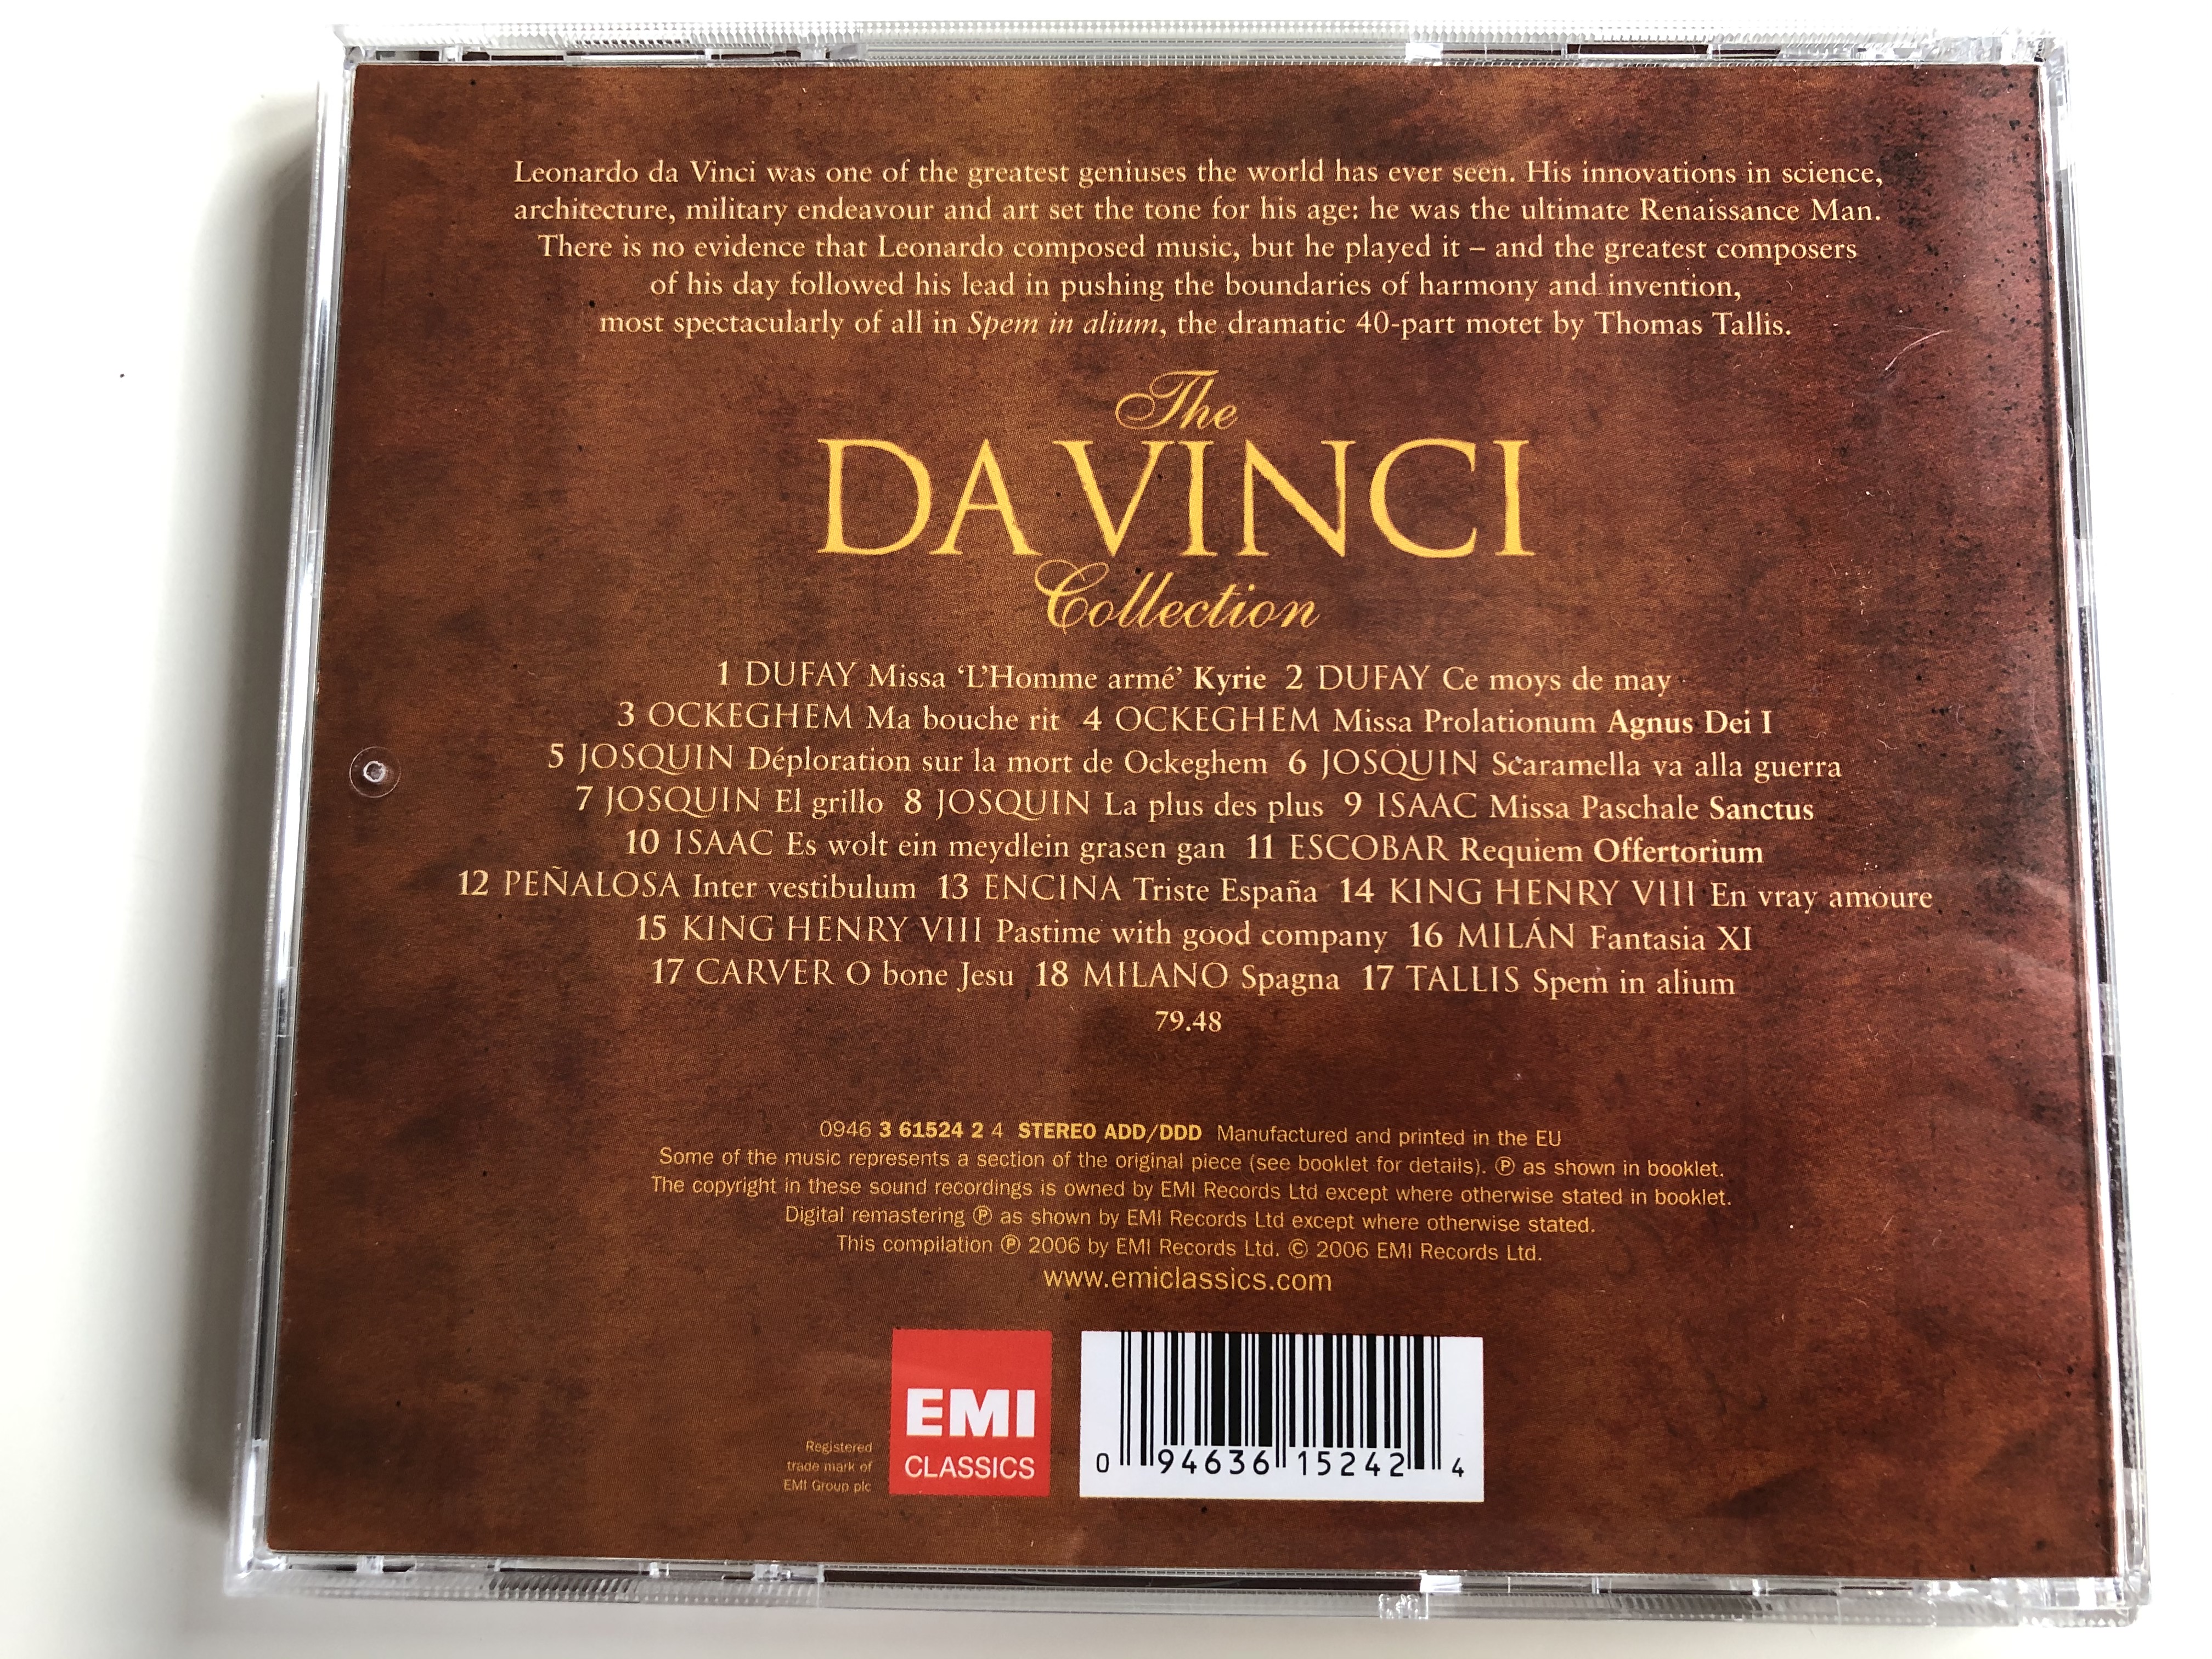 Leonardo da Vinci was one of the greatest geniuses the world has ever seen. His innovations in science,
architecture, military endeavour and art set the tone for his age: he was the ultimate Renaissance Man.
There is no evidence that Leonardo composed music, but he played it – and the greatest composers
of his day followed his lead in pushing the boundaries of harmony and invention,
most spectacularly of all in Spem in alium, the dramatic 40-part motet by Thomas Tallis.
The
DA VINCI
Collection
1 DUFAY Missa ‘L’Homme armé’ Kyrie 2 DUFAY Ce moys de may
3 OCKEGHEM Ma bouche rit 4 OCKEGHEM Missa Prolationum Agnus Dei I
5 JOSQUIN Déploration sur la mort de Ockeghem 6 JOSQUIN Scaramella va alla guerra
7 JOSQUIN El grillo 8 JOSQUIN La plus des plus 9 ISAAC Missa Paschale Sanctus
10 ISAAC Es wolt ein meydlein grasen gan 11 ESCOBAR Requiem Offertorium
12 PEÑALOSA Inter vestibulum 13 ENCINA Triste España 14 KING HENRY VIII En vray amoure
15 KING HENRY VIII Pastime with good company 16 MILÁN Fantasia XI
17 CARVER O bone Jesu 18 MILANO Spagna 17 TALLIS Spem in alium
79.48
0946 3 61524 2 4 STEREO ADD/DDD Manufactured and printed in the EU
Some of the music represents a section of the original piece (see booklet for details). ℗ as shown in booklet.
The copyright in these sound recordings is owned by EMI Records Ltd except where otherwise stated in booklet.
Digital remastering ℗ as shown by EMI Records Ltd except where otherwise stated.
This compilation ℗ 2006 by EMI Records Ltd. © 2006 EMI Records Ltd.
www.emiclassics.com
Registered
trade mark of
EMI Group plc
EMI
CLASSICS
0 94636 15242 4